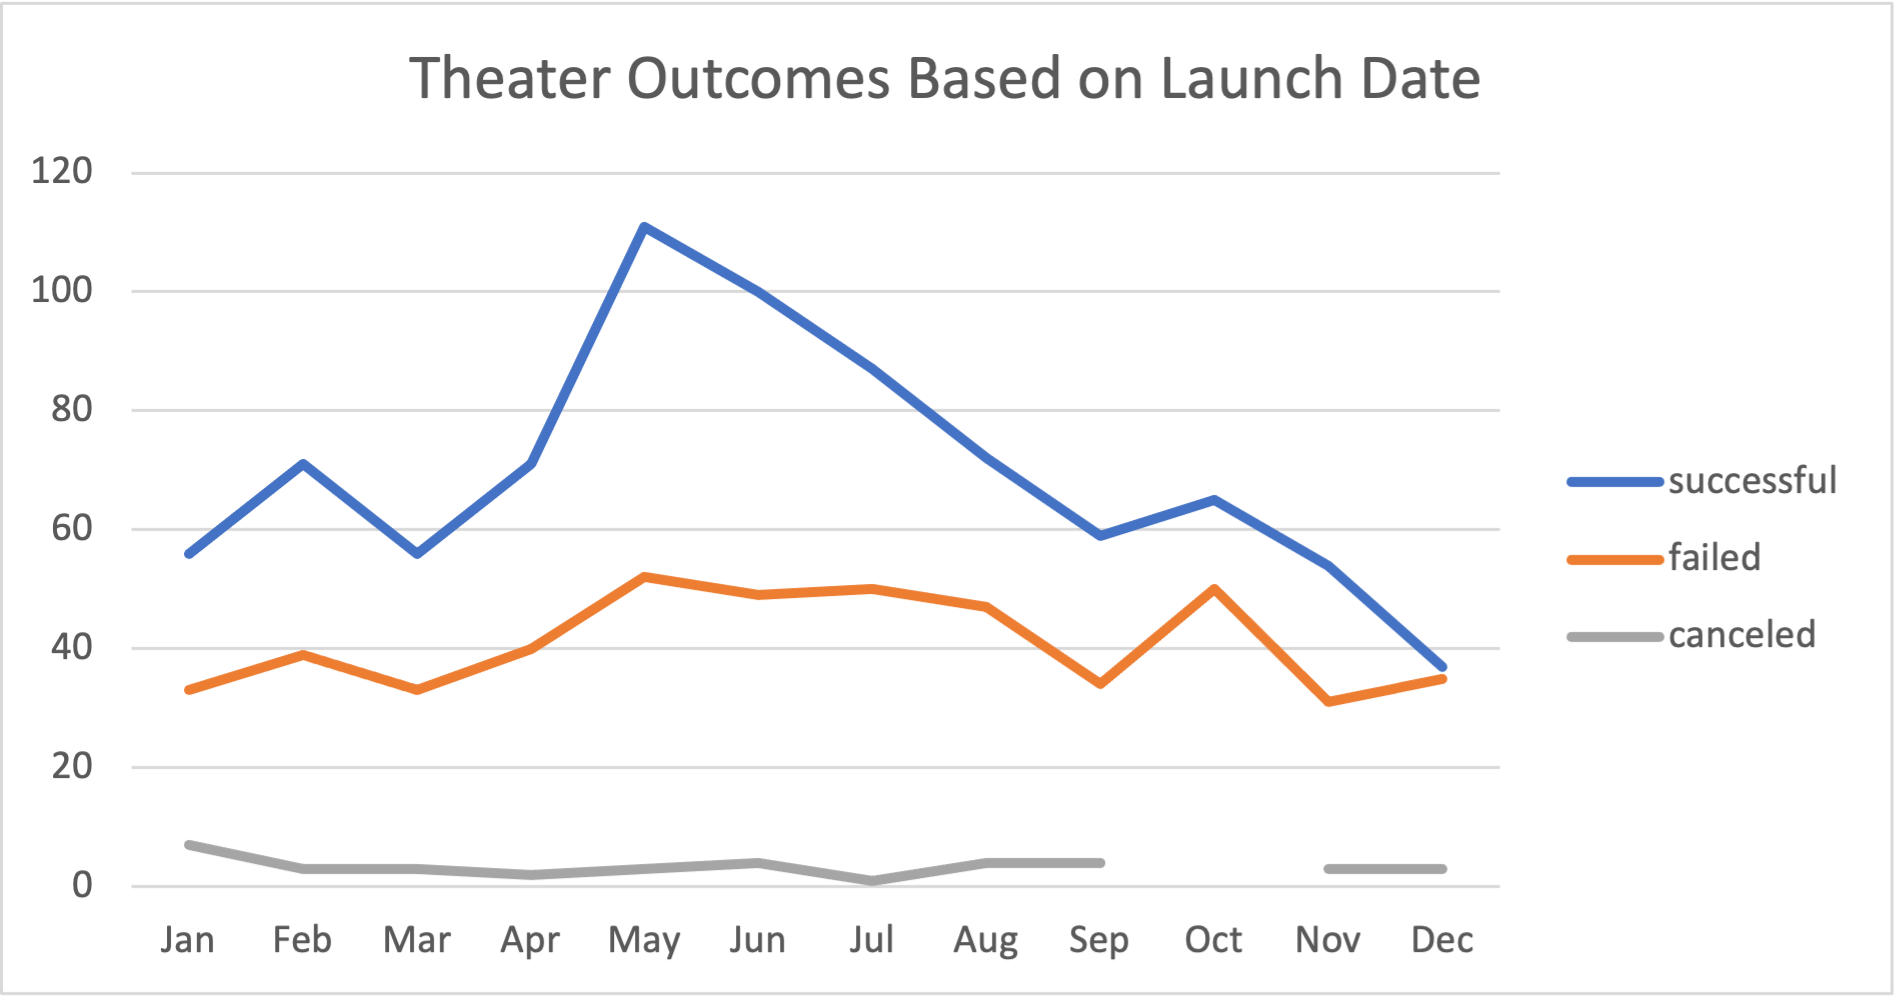 Theater Outcomes Based on Launch Date
120
100
80
60
40
20
0
Jan Feb Mar Apr May Jun Jul Aug Sep Oct Nov Dec
successful
failed
canceled